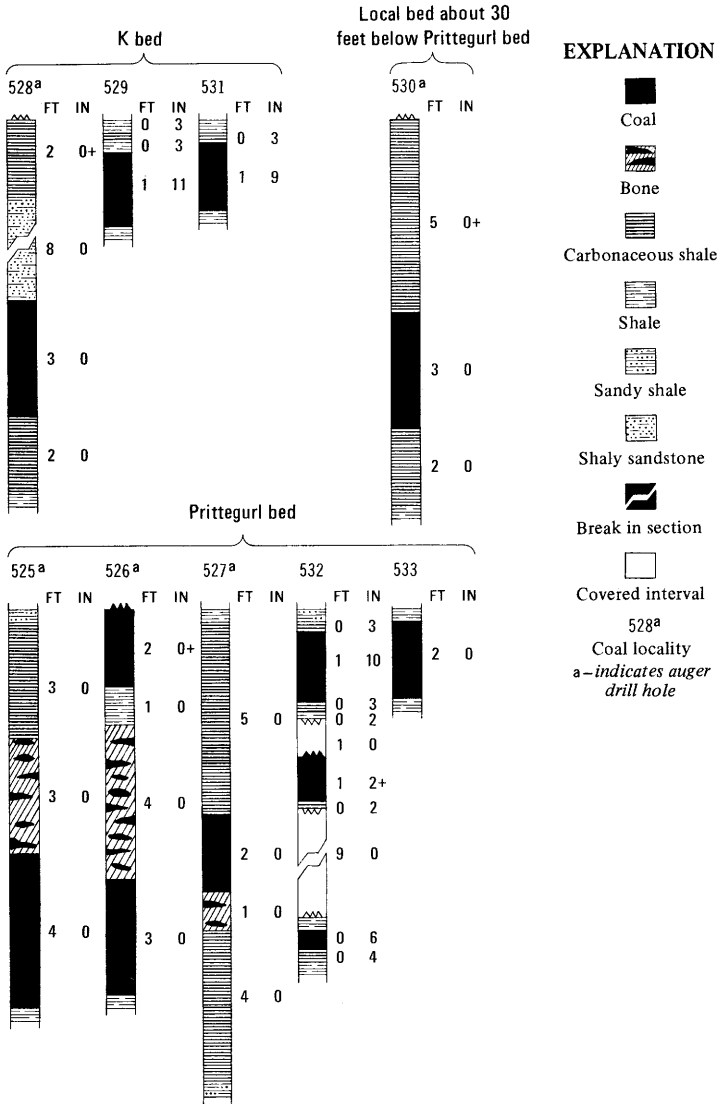 K bed
528a 529 531
FT IN FT IN FT IN
2 0+
8 0
3 0
2 0
0 3
0 3
1 11
0 3
1 9
Local bed about 30
feet below Prittegurl bed
530a
FT IN
5 0+
3 0
2 0
Prittegurl bed
525a 526a 527a 532 533
FT IN FT IN FT IN FT IN FT IN
3 0
3 0
4 0
2 0+
1 0
4 0
3 0
5 0
2 0
1 0
4 0
0 3
1 10
0 3
0 2
1 0
1 2+
0 2
9 0
0 6
0 4
2 0
EXPLANATION
Coal
Bone
Carbonaceous shale
Shale
Sandy shale
Shaly sandstone
Break in section
Covered interval
528a
Coal locality
a–indicates auger
drill hole